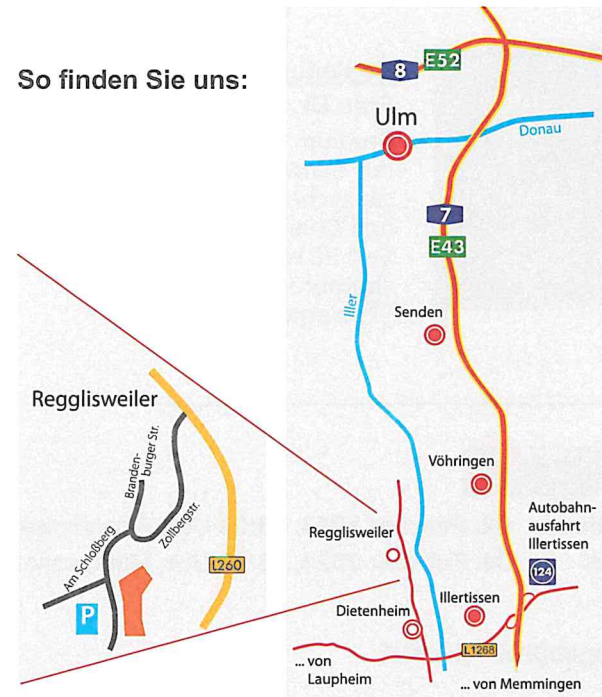 So finden Sie uns:
8
E52
Ulm
Donau
7
E43
Iller
Senden
Vöhringen
Autobahn-
ausfahrt
Illertissen
124
Regglisweiler
Dietenheim
Illertissen
L1268
... von
Laupheim
... von Memmingen
Regglisweiler
Branden-
burger Str.
Zollbergstr.
Am Schloßberg
L260
P